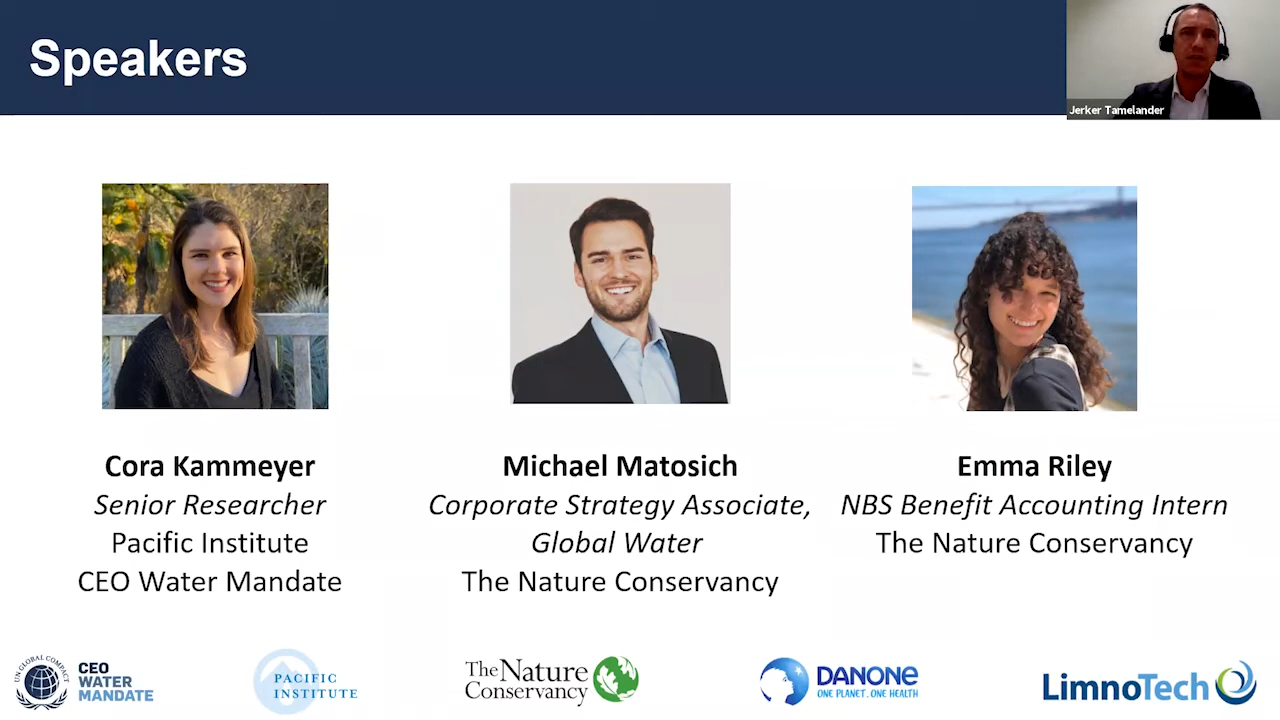 Speakers
Jerker Tamelander
Cora Kammeyer
Senior Researcher
Pacific Institute
CEO Water Mandate
Michael Matosich
Corporate Strategy Associate,
Global Water
The Nature Conservancy
Emma Riley
NBS Benefit Accounting Intern
The Nature Conservancy
UN GLOBAL COMPACT
CEO
WATER
MANDATE
PACIFIC
INSTITUTE
The Nature
Conservancy
DANONE
ONE PLANET. ONE HEALTH
LimnoTech